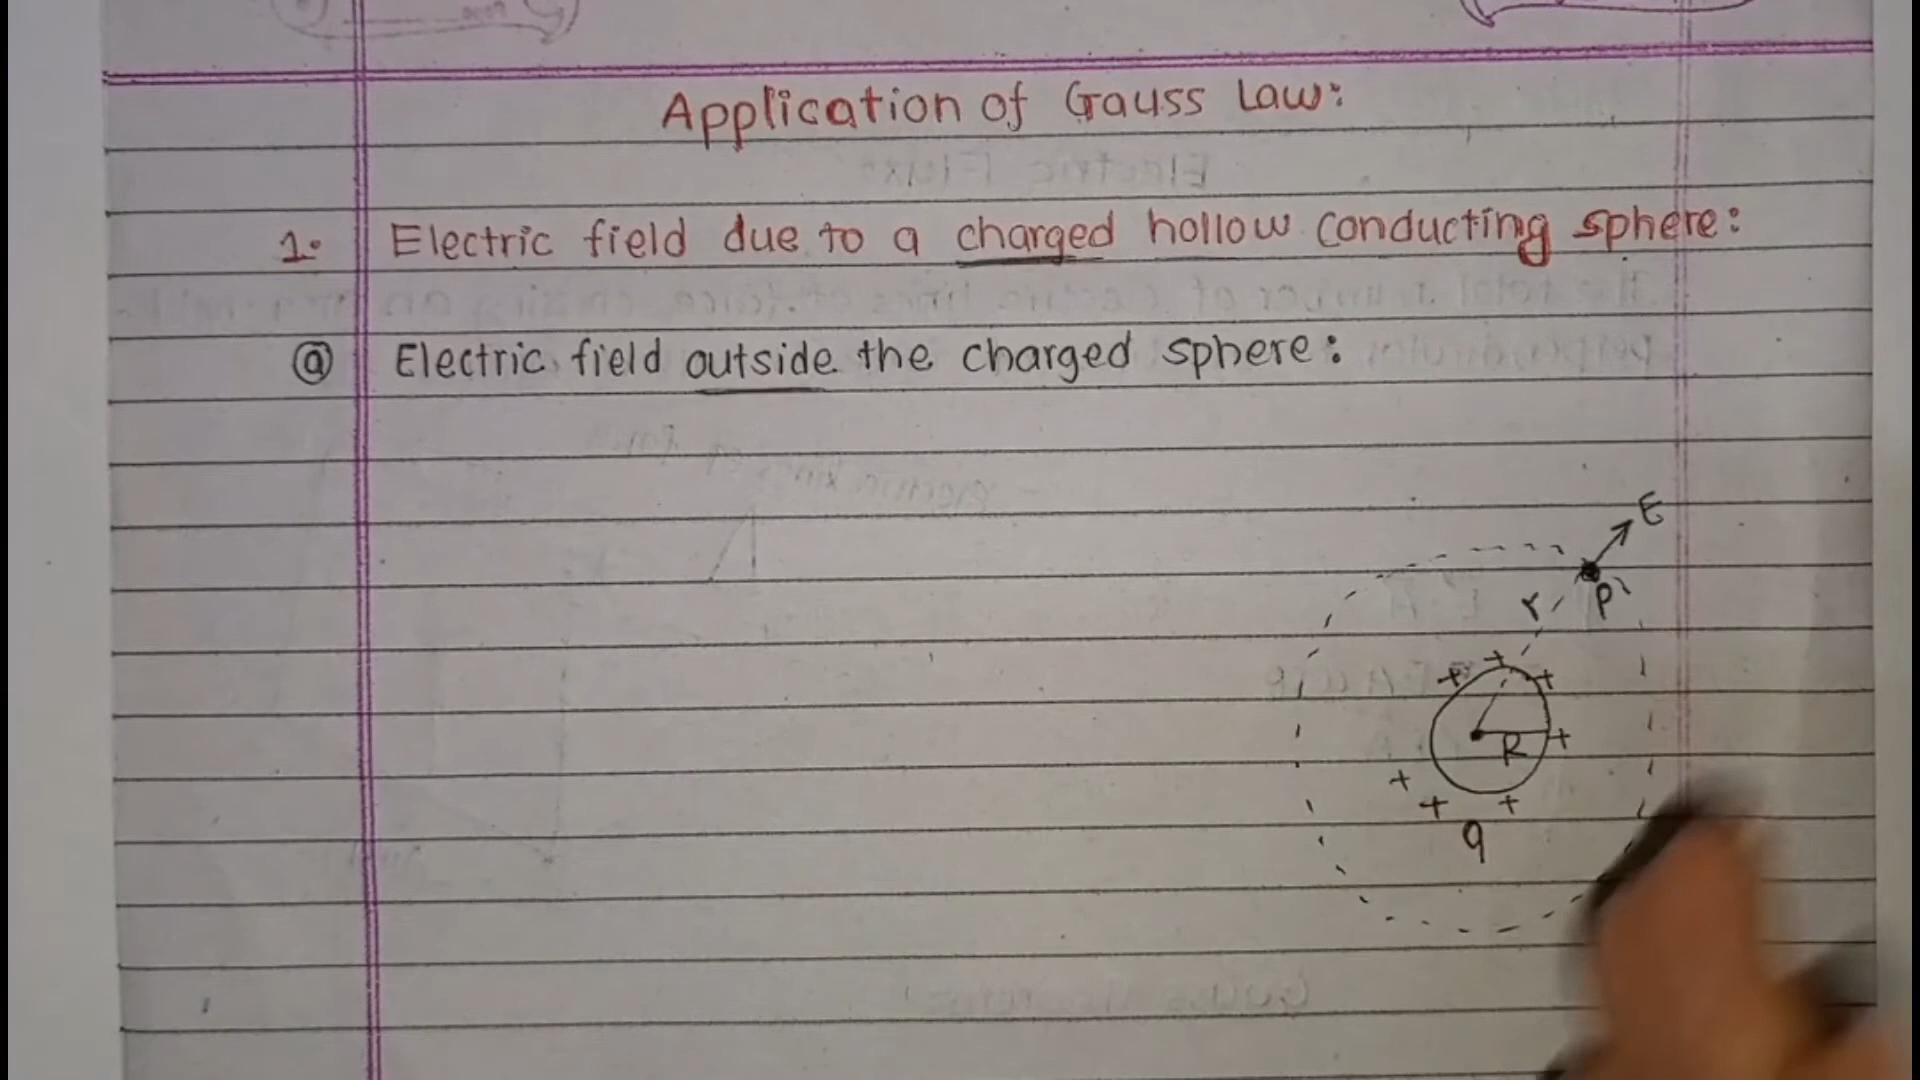 Application of Gauss Law:
1. Electric field due to a charged hollow conducting sphere:
ⓐ Electric field outside the charged sphere:
E
r P
+ + +
R +
+ + +
q